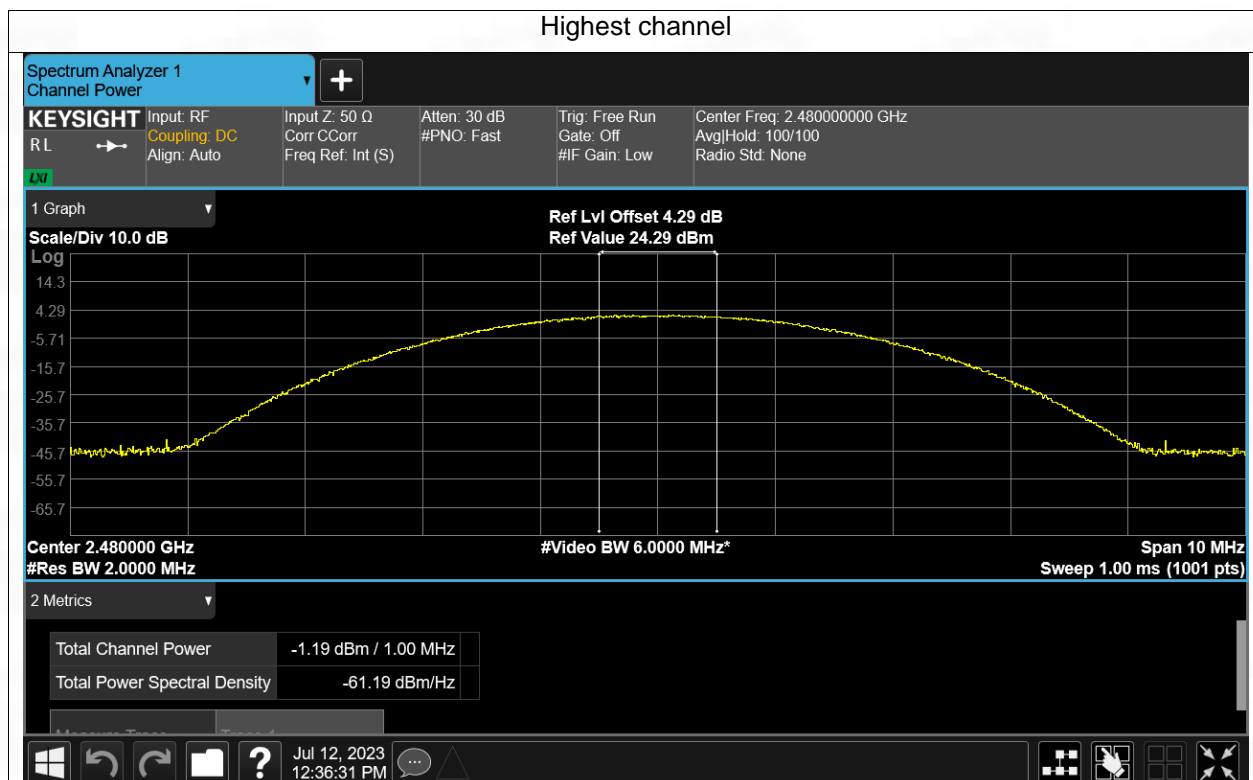 Highest channel
Spectrum Analyzer 1
Channel Power
KEYSIGHT
RL
LXI
Input: RF
Coupling: DC
Align: Auto
Input Z: 50 Ω
Corr CCorr
Freq Ref: Int (S)
Atten: 30 dB
#PNO: Fast
Trig: Free Run
Gate: Off
#IF Gain: Low
Center Freq: 2.480000000 GHz
Avg|Hold: 100/100
Radio Std: None
1 Graph
Scale/Div 10.0 dB
Ref Lvl Offset 4.29 dB
Ref Value 24.29 dBm
Log
14.3
4.29
-5.71
-15.7
-25.7
-35.7
-45.7
-55.7
-65.7
Center 2.480000 GHz
#Video BW 6.0000 MHz*
Span 10 MHz
#Res BW 2.0000 MHz
Sweep 1.00 ms (1001 pts)
2 Metrics
Total Channel Power -1.19 dBm / 1.00 MHz
Total Power Spectral Density -61.19 dBm/Hz
Jul 12, 2023
12:36:31 PM